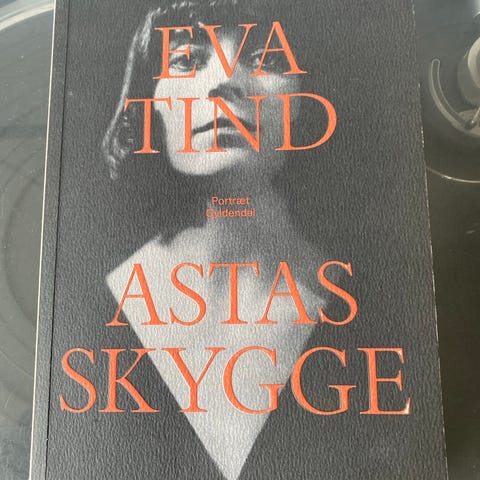 EVA
TIND
Portræt
Gyldendal
ASTAS
SKYGGE